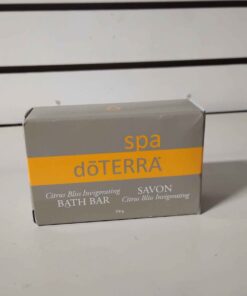 spa
dōTERRA
Citrus Bliss Invigorating
BATH BAR
SAVON
Citrus Bliss Invigorating